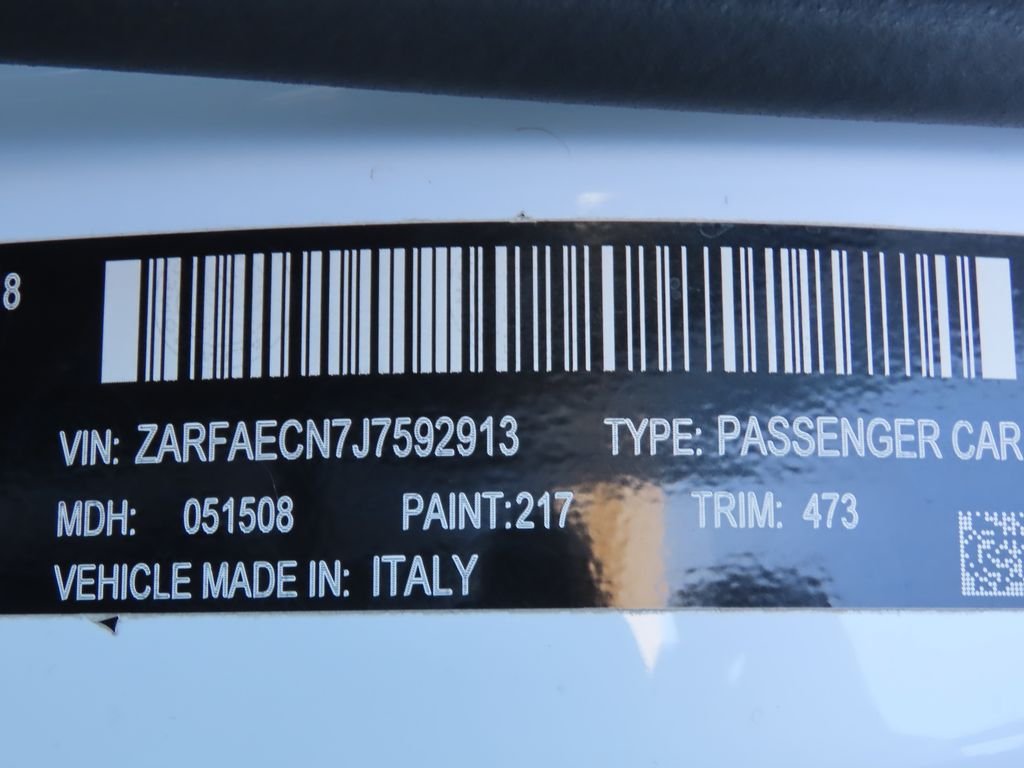 8
VIN: ZARFAECN7J7592913 TYPE: PASSENGER CAR
MDH: 051508 PAINT:217 TRIM: 473
VEHICLE MADE IN: ITALY